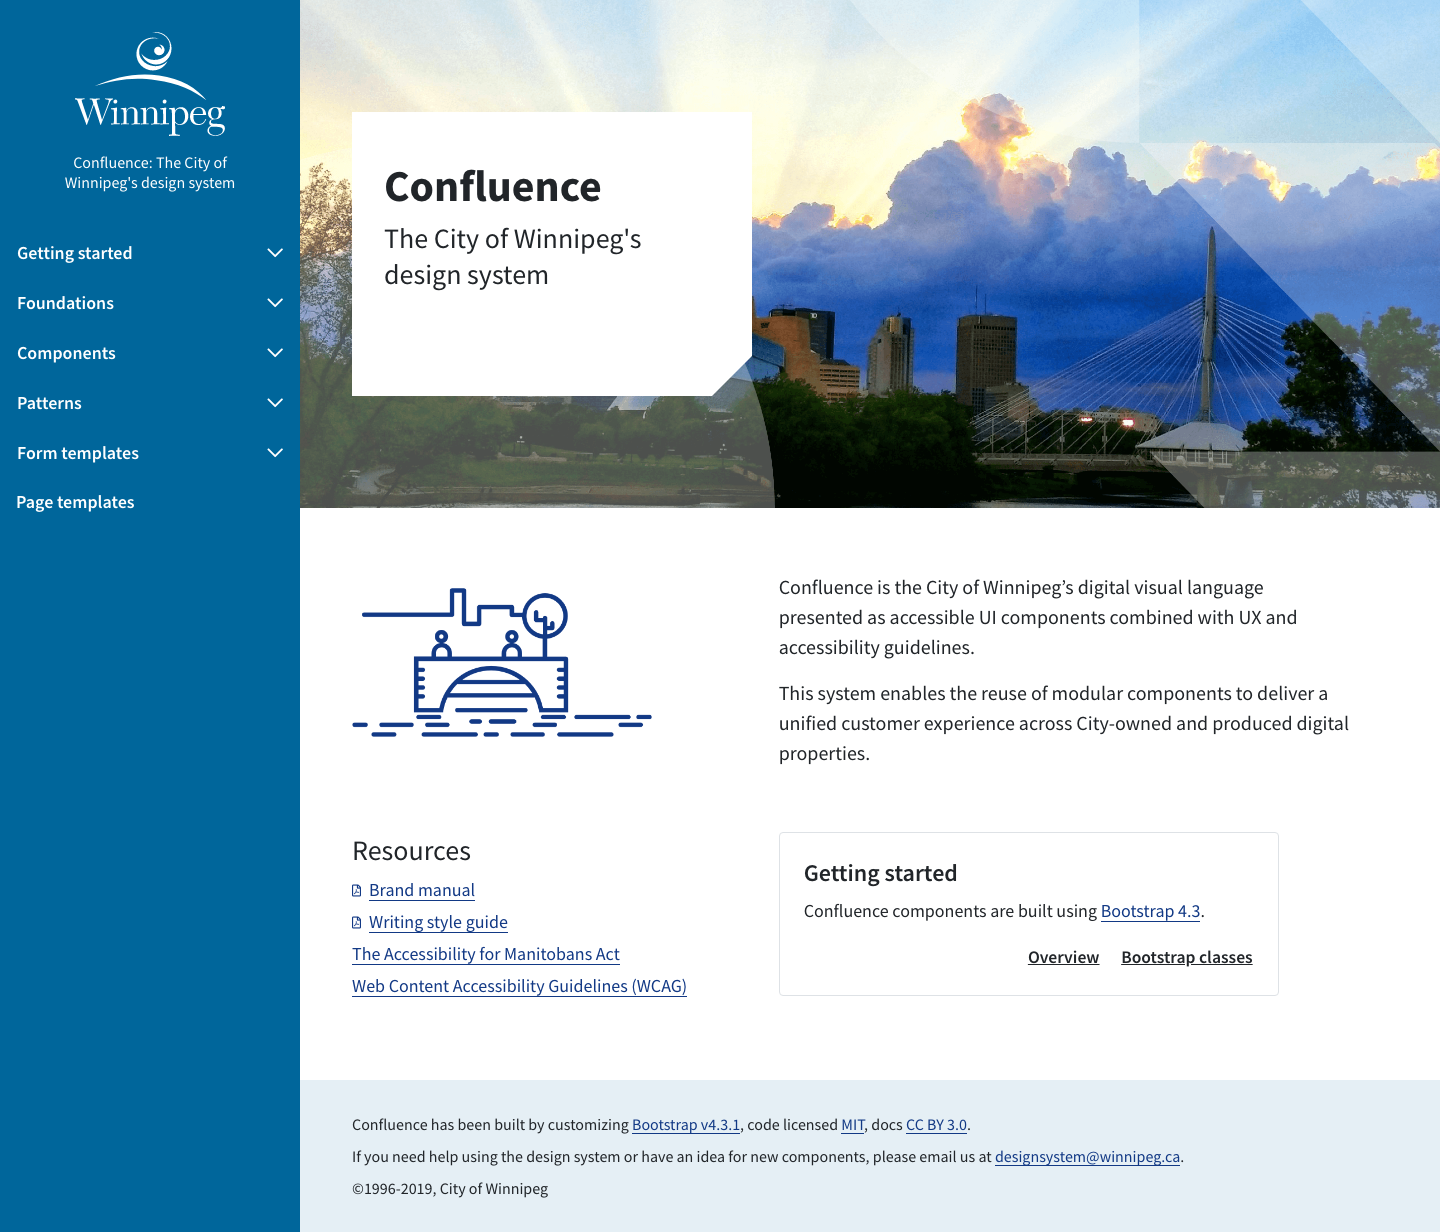 Winnipeg
Confluence: The City of
Winnipeg's design system
Getting started
Foundations
Components
Patterns
Form templates
Page templates
Confluence
The City of Winnipeg's
design system
Confluence is the City of Winnipeg’s digital visual language
presented as accessible UI components combined with UX and
accessibility guidelines.
This system enables the reuse of modular components to deliver a
unified customer experience across City-owned and produced digital
properties.
Resources
Brand manual
Writing style guide
The Accessibility for Manitobans Act
Web Content Accessibility Guidelines (WCAG)
Getting started
Confluence components are built using Bootstrap 4.3.
Overview Bootstrap classes
Confluence has been built by customizing Bootstrap v4.3.1, code licensed MIT, docs CC BY 3.0.
If you need help using the design system or have an idea for new components, please email us at designsystem@winnipeg.ca.
©1996-2019, City of Winnipeg